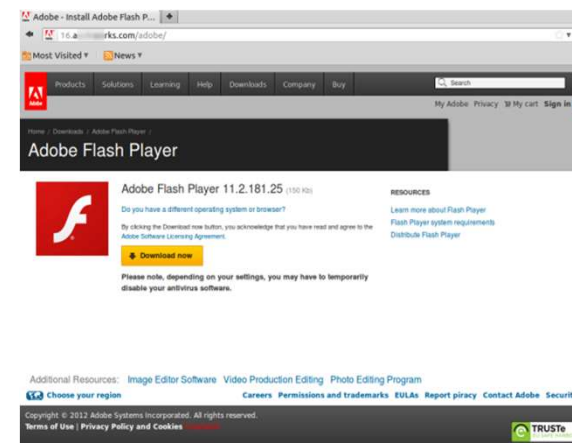 Adobe - Install Adobe Flash P...
16.a rks.com/adobe/
Most Visited News
Products Solutions Learning Help Downloads Company Buy Search
Adobe
My Adobe Privacy My cart Sign in
Home / Downloads / Adobe Flash Player /
Adobe Flash Player
Adobe Flash Player 11.2.181.25 (150 Kb)
RESOURCES
Do you have a different operating system or browser?
Learn more about Flash Player
By clicking the Download now button, you acknowledge that you have read and agree to the
Flash Player system requirements
Adobe Software Licensing Agreement.
Distribute Flash Player
Download now
Please note, depending on your settings, you may have to temporarily
disable your antivirus software.
Additional Resources: Image Editor Software Video Production Editing Photo Editing Program
Choose your region Careers Permissions and trademarks EULAs Report piracy Contact Adobe Securit
Copyright © 2012 Adobe Systems Incorporated. All rights reserved.
Terms of Use | Privacy Policy and Cookies
TRUSTe